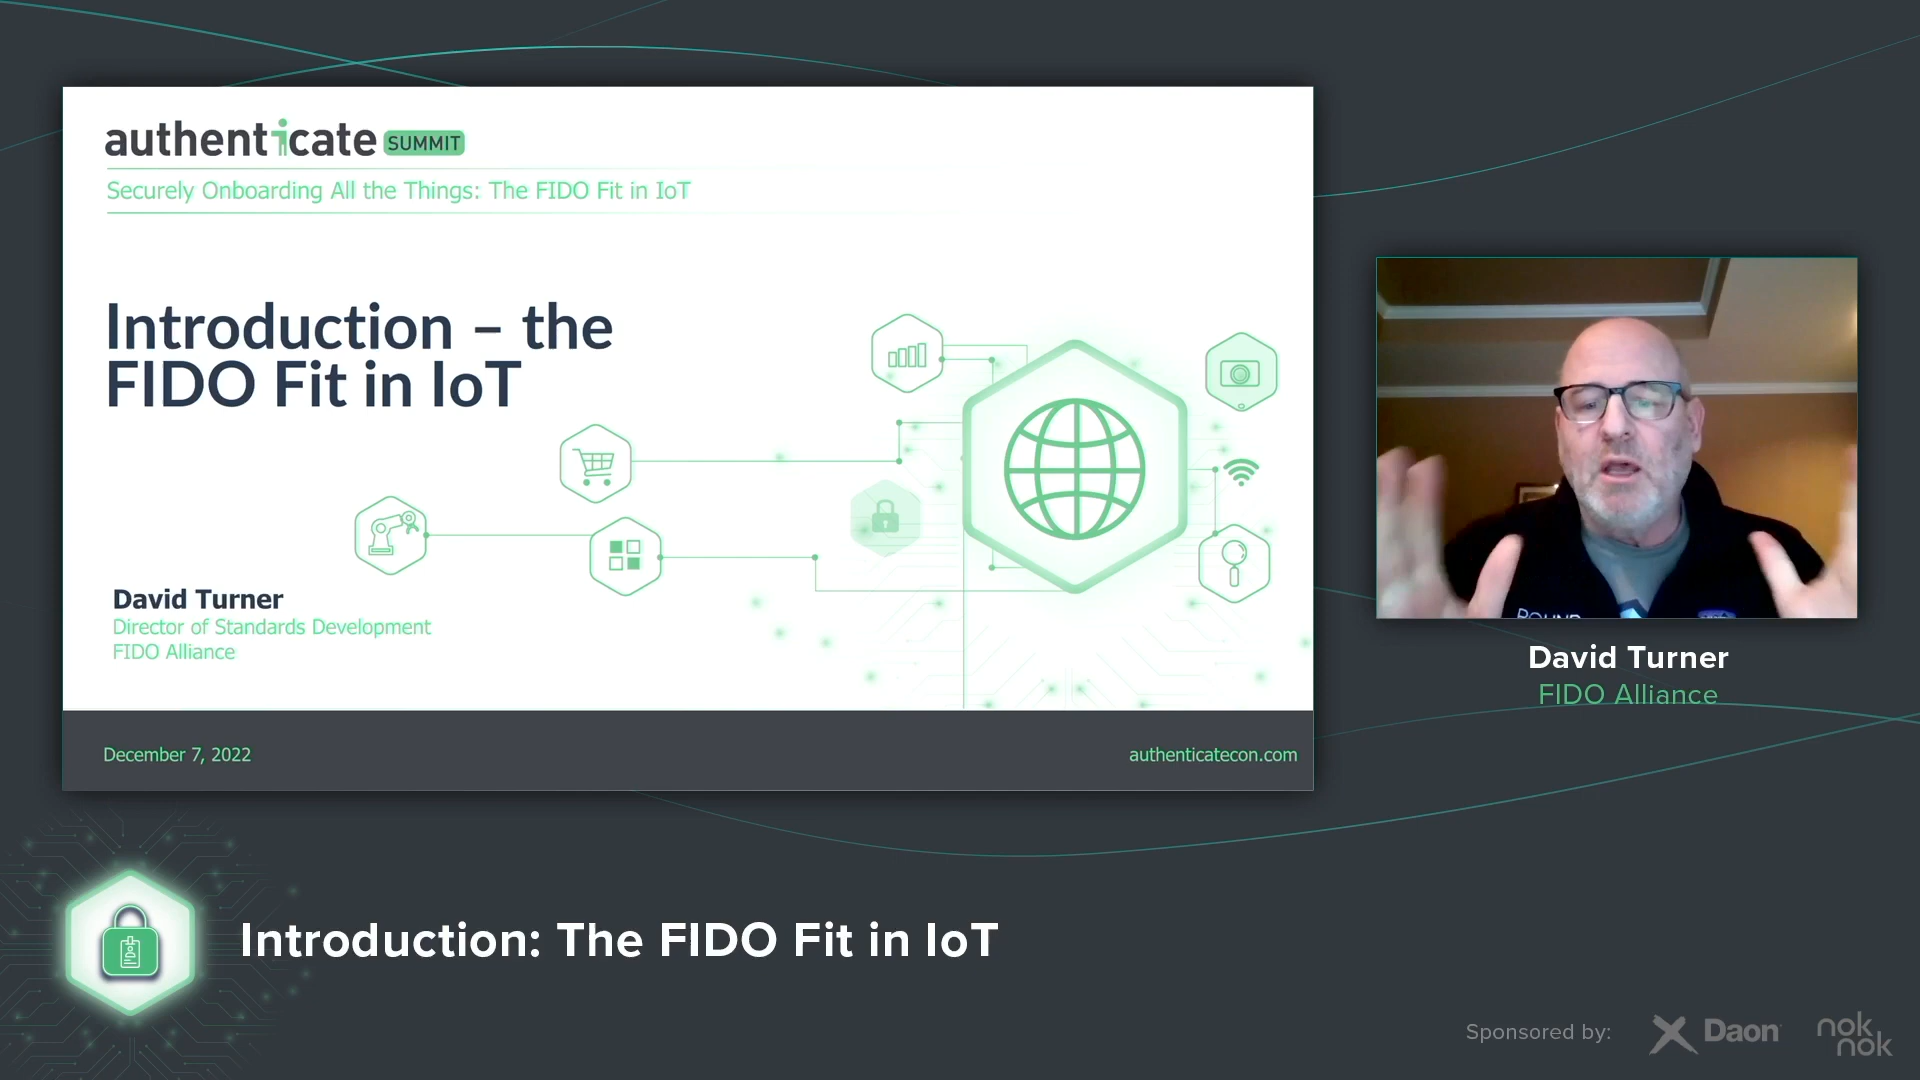 authenticate SUMMIT
Securely Onboarding All the Things: The FIDO Fit in IoT
Introduction – the
FIDO Fit in IoT
David Turner
Director of Standards Development
FIDO Alliance
December 7, 2022
authenticatecon.com
David Turner
FIDO Alliance
Introduction: The FIDO Fit in IoT
Sponsored by:
Daon
nok
nok